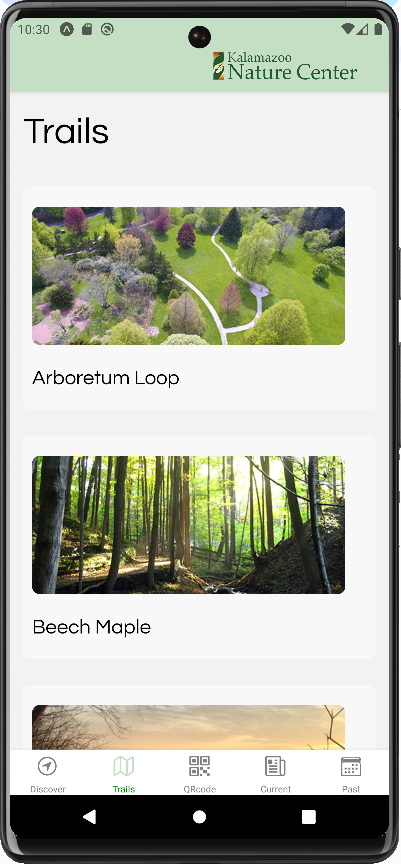 10:30
Kalamazoo
Nature Center
Trails
Arboretum Loop
Beech Maple
Discover
Trails
QRcode
Current
Past